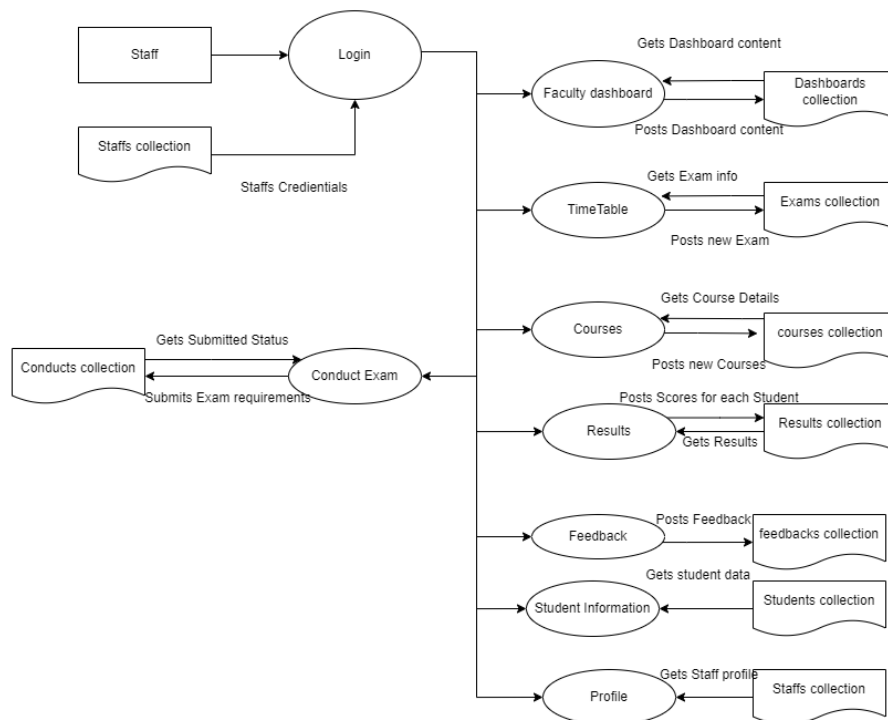 Staff
Login
Gets Dashboard content
Faculty dashboard
Dashboards
collection
Posts Dashboard content
Staffs collection
Staffs Credientials
Gets Exam info
TimeTable
Exams collection
Posts new Exam
Gets Course Details
Courses
courses collection
Posts new Courses
Gets Submitted Status
Conducts collection
Conduct Exam
Submits Exam requirements
Posts Scores for each Student
Results
Results collection
Gets Results
Posts Feedback
Feedback
feedbacks collection
Gets student data
Student Information
Students collection
Gets Staff profile
Profile
Staffs collection